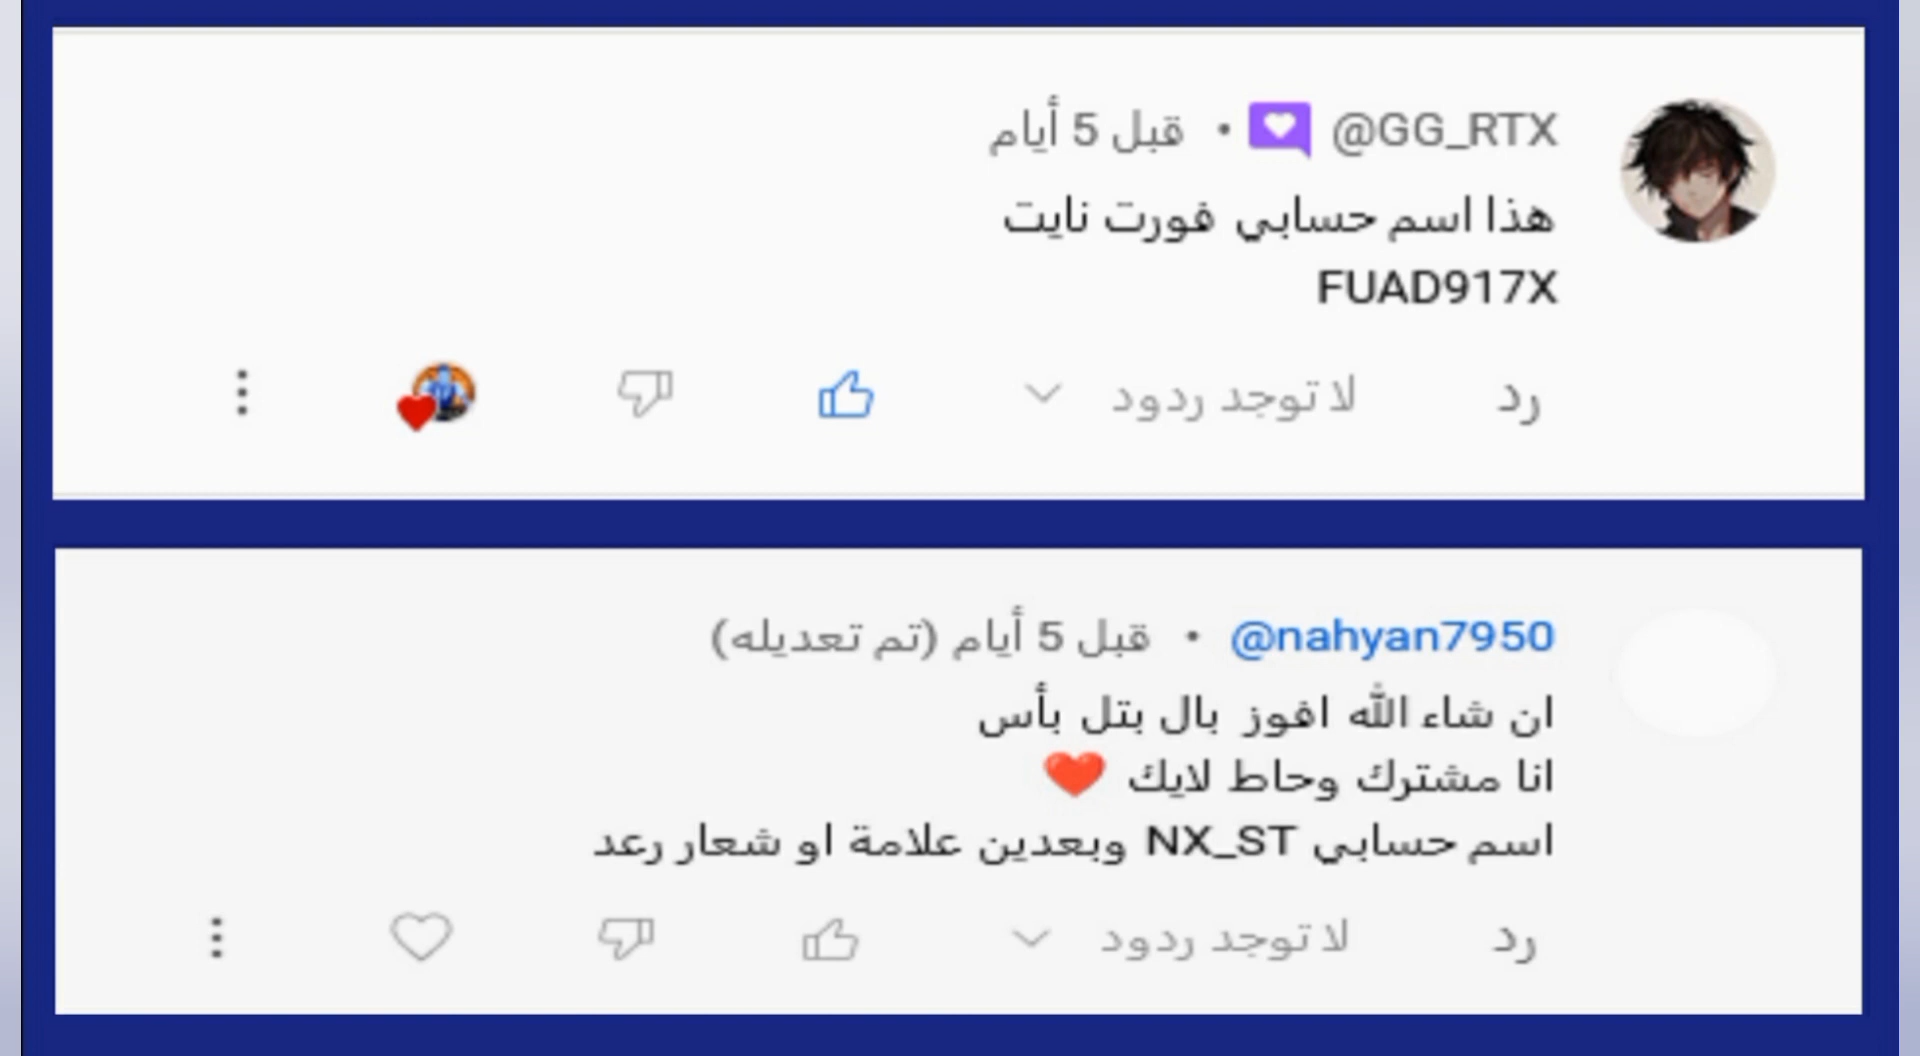 @GG_RTX • قبل 5 أيام
هذا اسم حسابي فورت نايت
FUAD917X
رد لا توجد ردود
@nahyan7950 • قبل 5 أيام (تم تعديله)
ان شاء الله افوز بال بتل بأس
انا مشترك وحاط لايك ❤️
اسم حسابي NX_ST وبعدين علامة او شعار رعد
رد لا توجد ردود